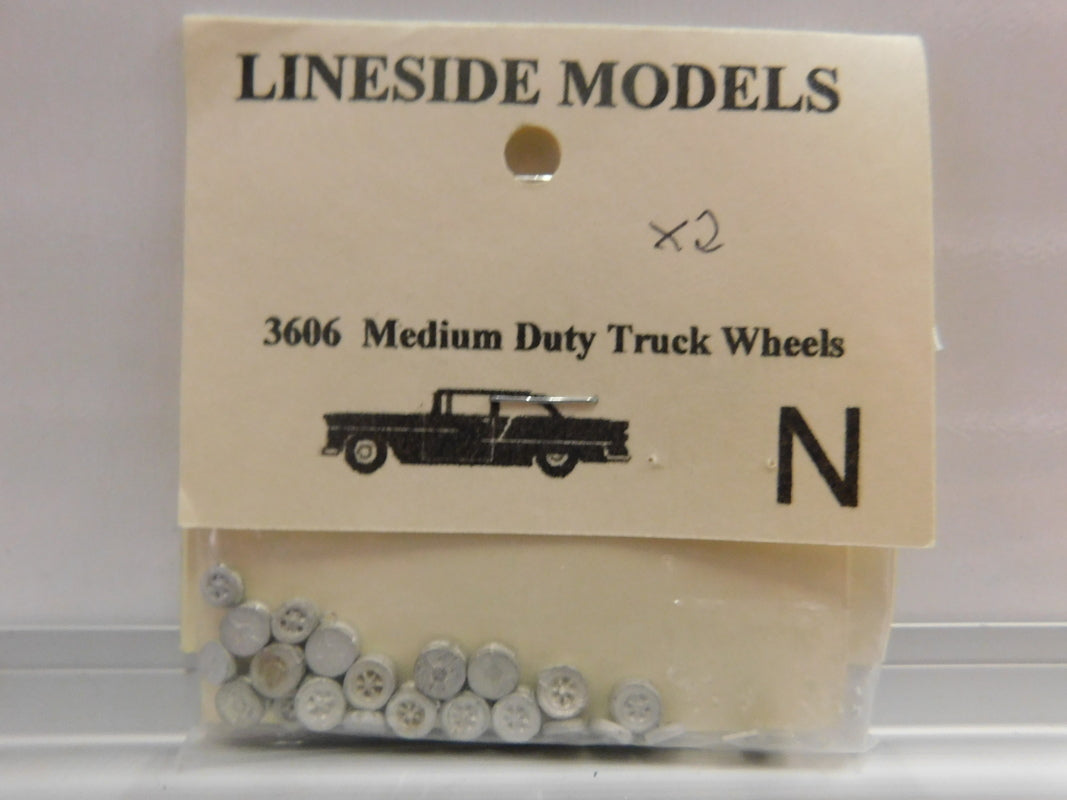 LINESIDE MODELS
x2
3606 Medium Duty Truck Wheels
N